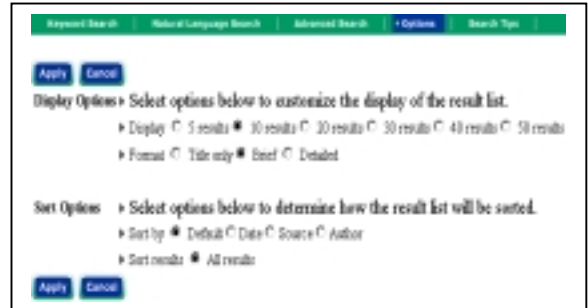 Keyword Search | Natural Language Search | Advanced Search | Options | Search Tips |
Apply Cancel
Display Options Select options below to customize the display of the result list.
Display 5 results 10 results 20 results 30 results 40 results 50 results
Format Title only Brief Detailed
Sort Options Select options below to determine how the result list will be sorted.
Sort by Default Date Source Author
Sort results All results
Apply Cancel